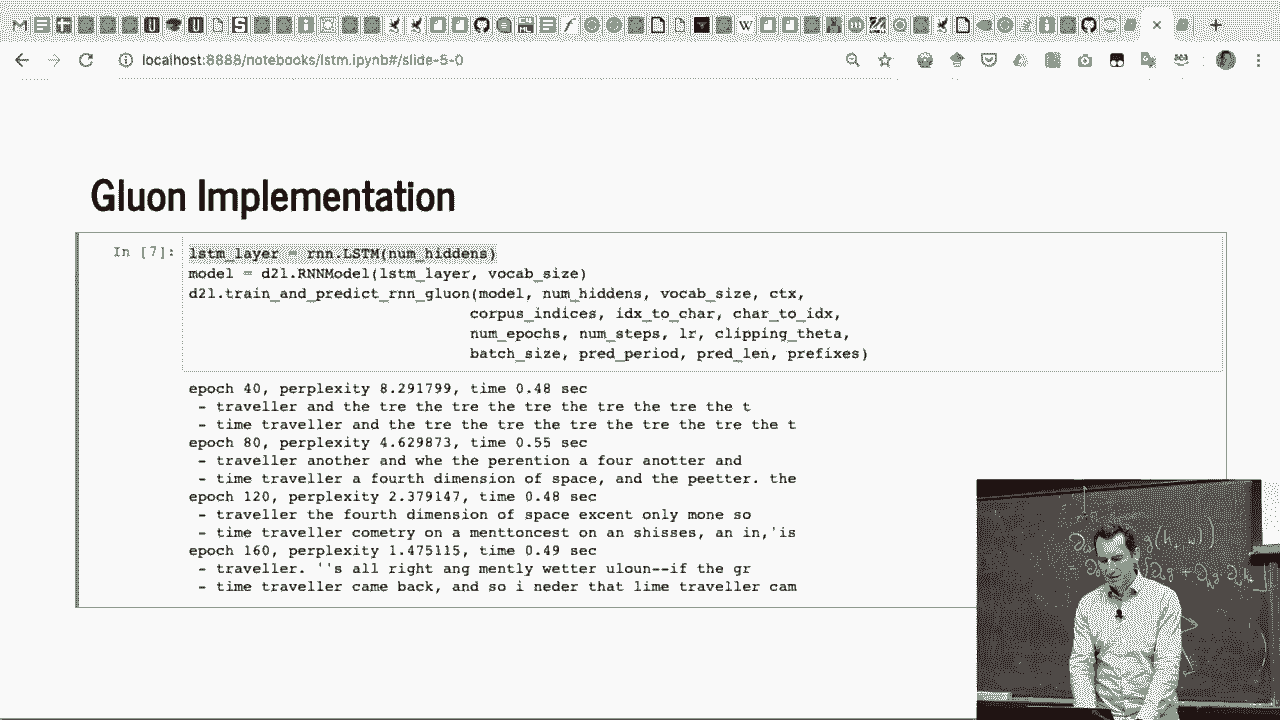 localhost:8888/notebooks/lstm.ipynb#/slide-5-0
Gluon Implementation
In [7]:
lstm_layer = rnn.LSTM(num_hiddens)
model = d2l.RNNModel(lstm_layer, vocab_size)
d2l.train_and_predict_rnn_gluon(model, num_hiddens, vocab_size, ctx,
corpus_indices, idx_to_char, char_to_idx,
num_epochs, num_steps, lr, clipping_theta,
batch_size, pred_period, pred_len, prefixes)
epoch 40, perplexity 8.291799, time 0.48 sec
- traveller and the tre the tre the tre the tre the tre the t
- time traveller and the tre the tre the tre the tre the tre the t
epoch 80, perplexity 4.629873, time 0.55 sec
- traveller another and whe the perention a four anotter and
- time traveller a fourth dimension of space, and the peetter. the
epoch 120, perplexity 2.379147, time 0.48 sec
- traveller the fourth dimension of space excent only mone so
- time traveller cometry on a menttoncest on an shisses, an in,'is
epoch 160, perplexity 1.475115, time 0.49 sec
- traveller. ''s all right ang mently wetter uloun--if the gr
- time traveller came back, and so i neder that lime traveller cam